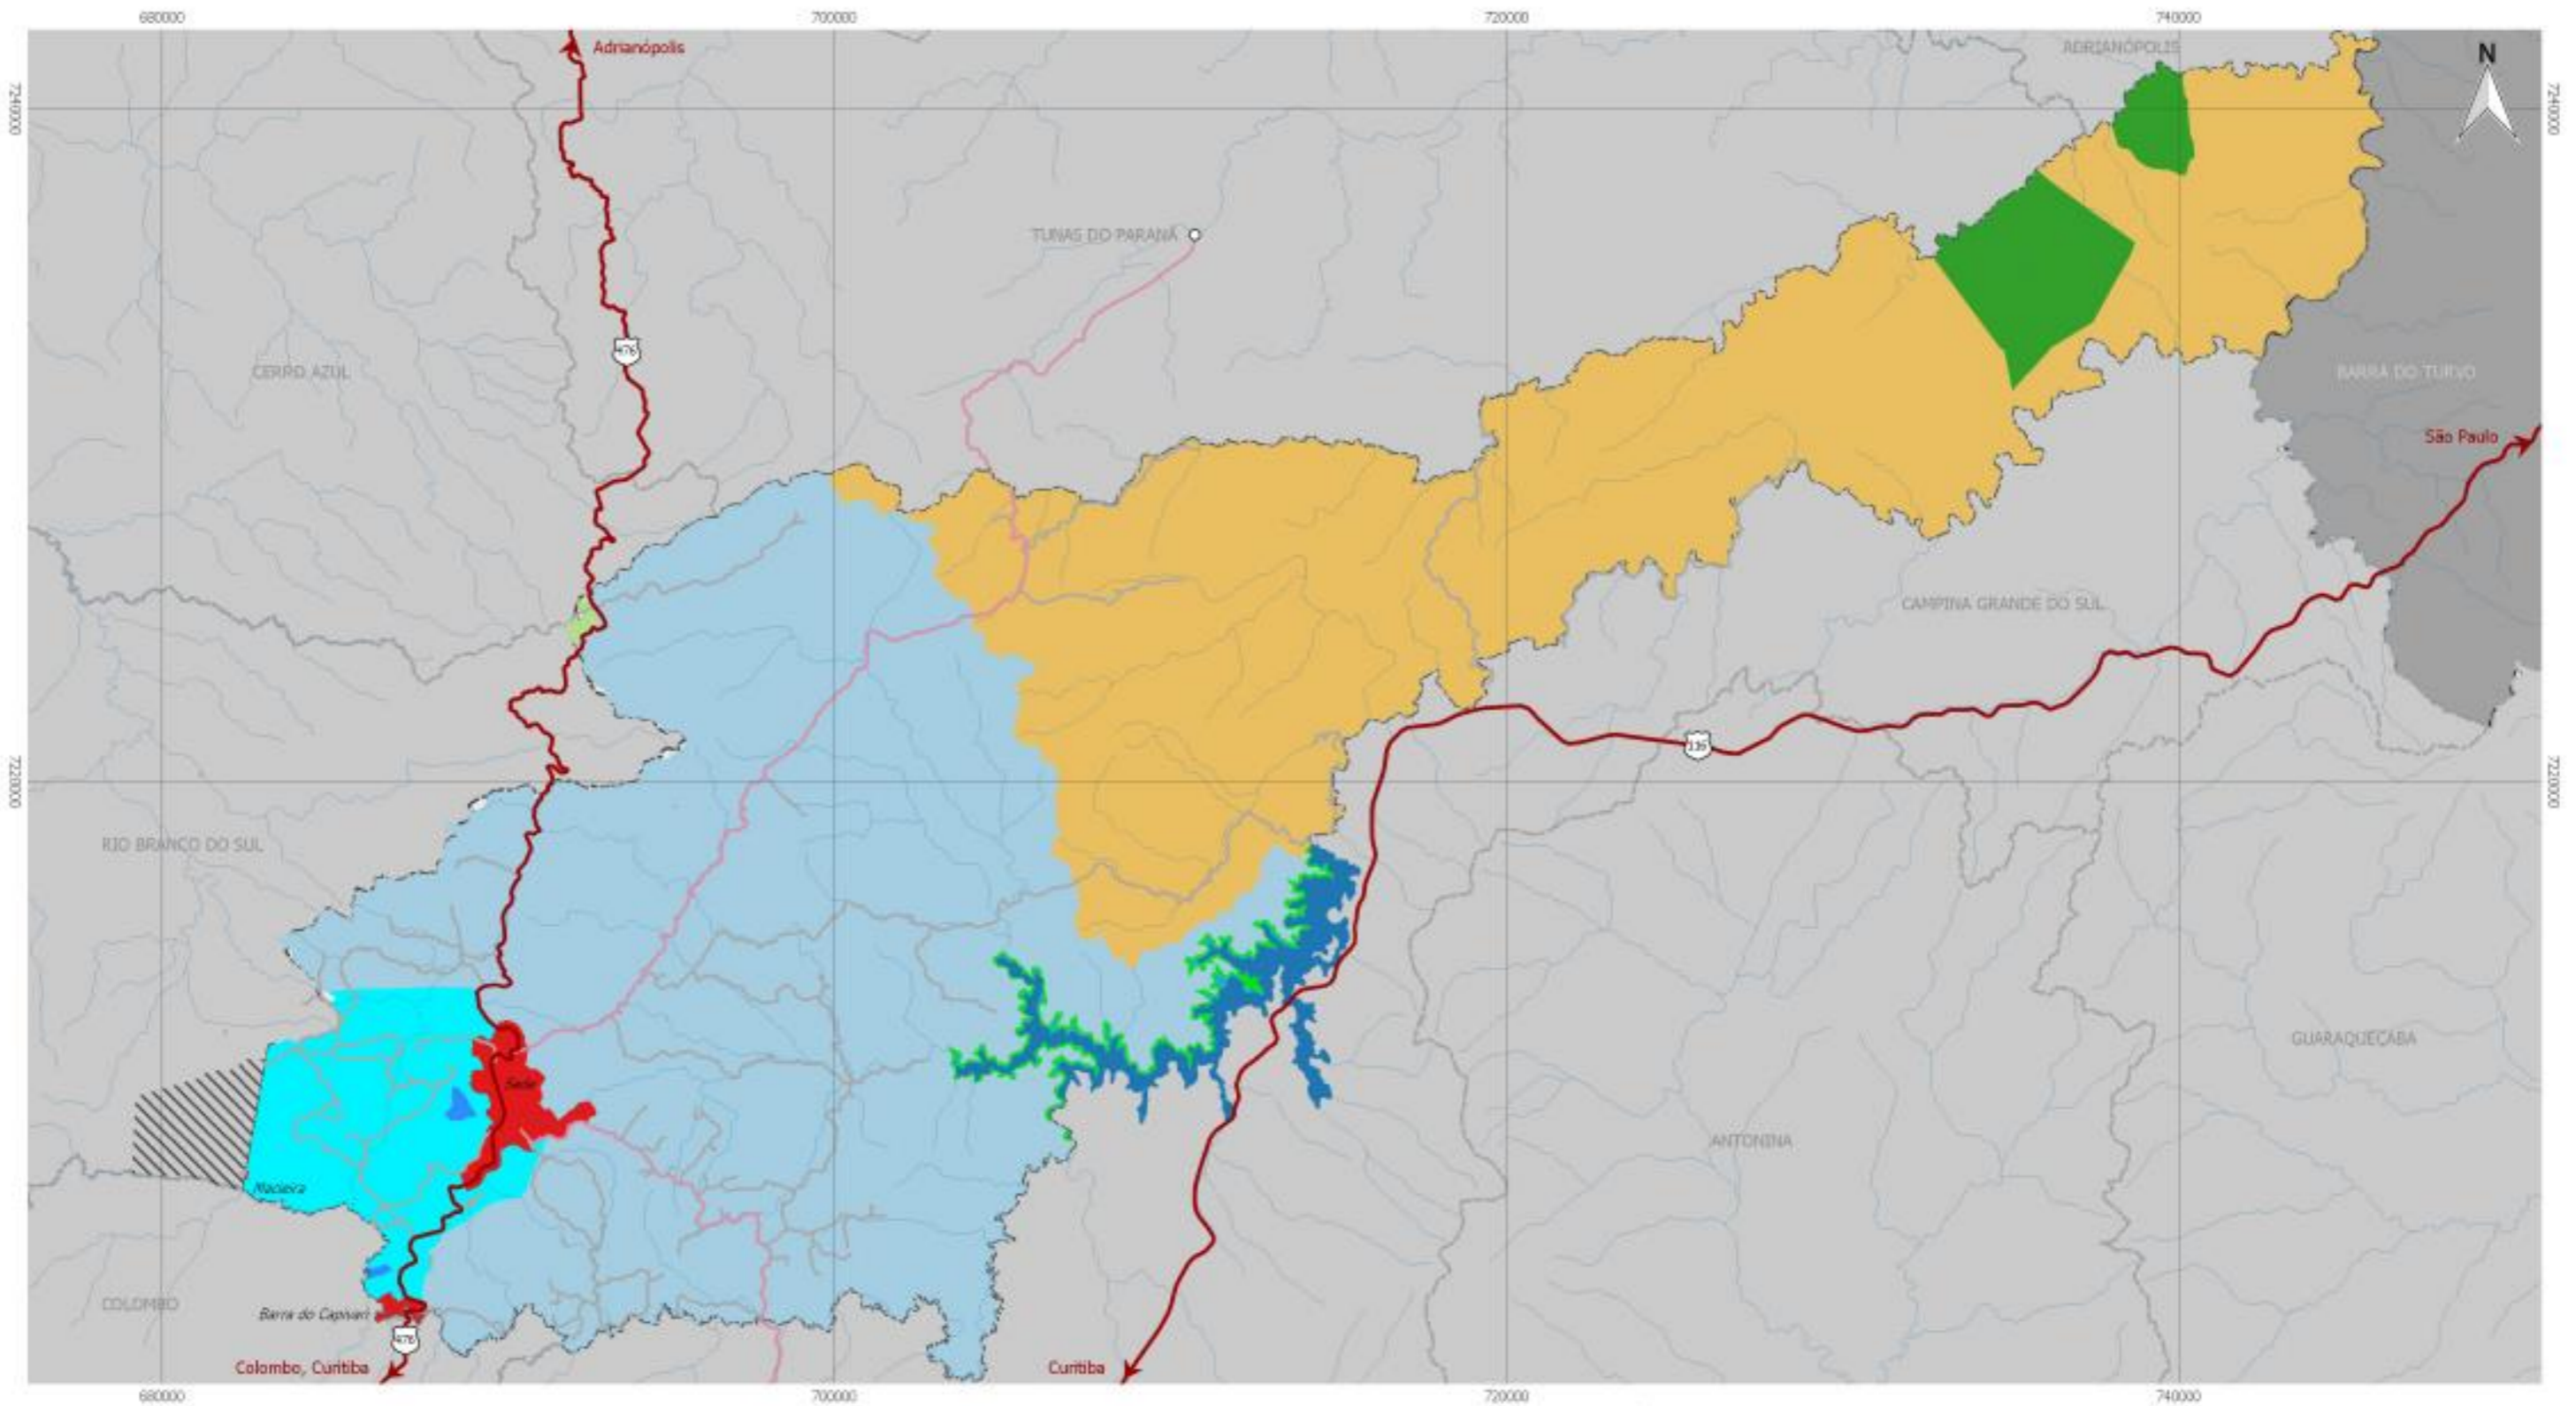 680000
700000
720000
740000
Adrianópolis
ADRIANÓPOLIS
N
7240000
7240000
TUNAS DO PARANÁ
476
CERRO AZUL
BARRA DO TURVO
São Paulo
CAMPINA GRANDE DO SUL
116
7220000
7220000
RIO BRANCO DO SUL
GUARAQUEÇABA
Sede
ANTONINA
Macieira
COLOMBO
Barra do Capivari
476
Colombo, Curitiba
Curitiba
680000
700000
720000
740000